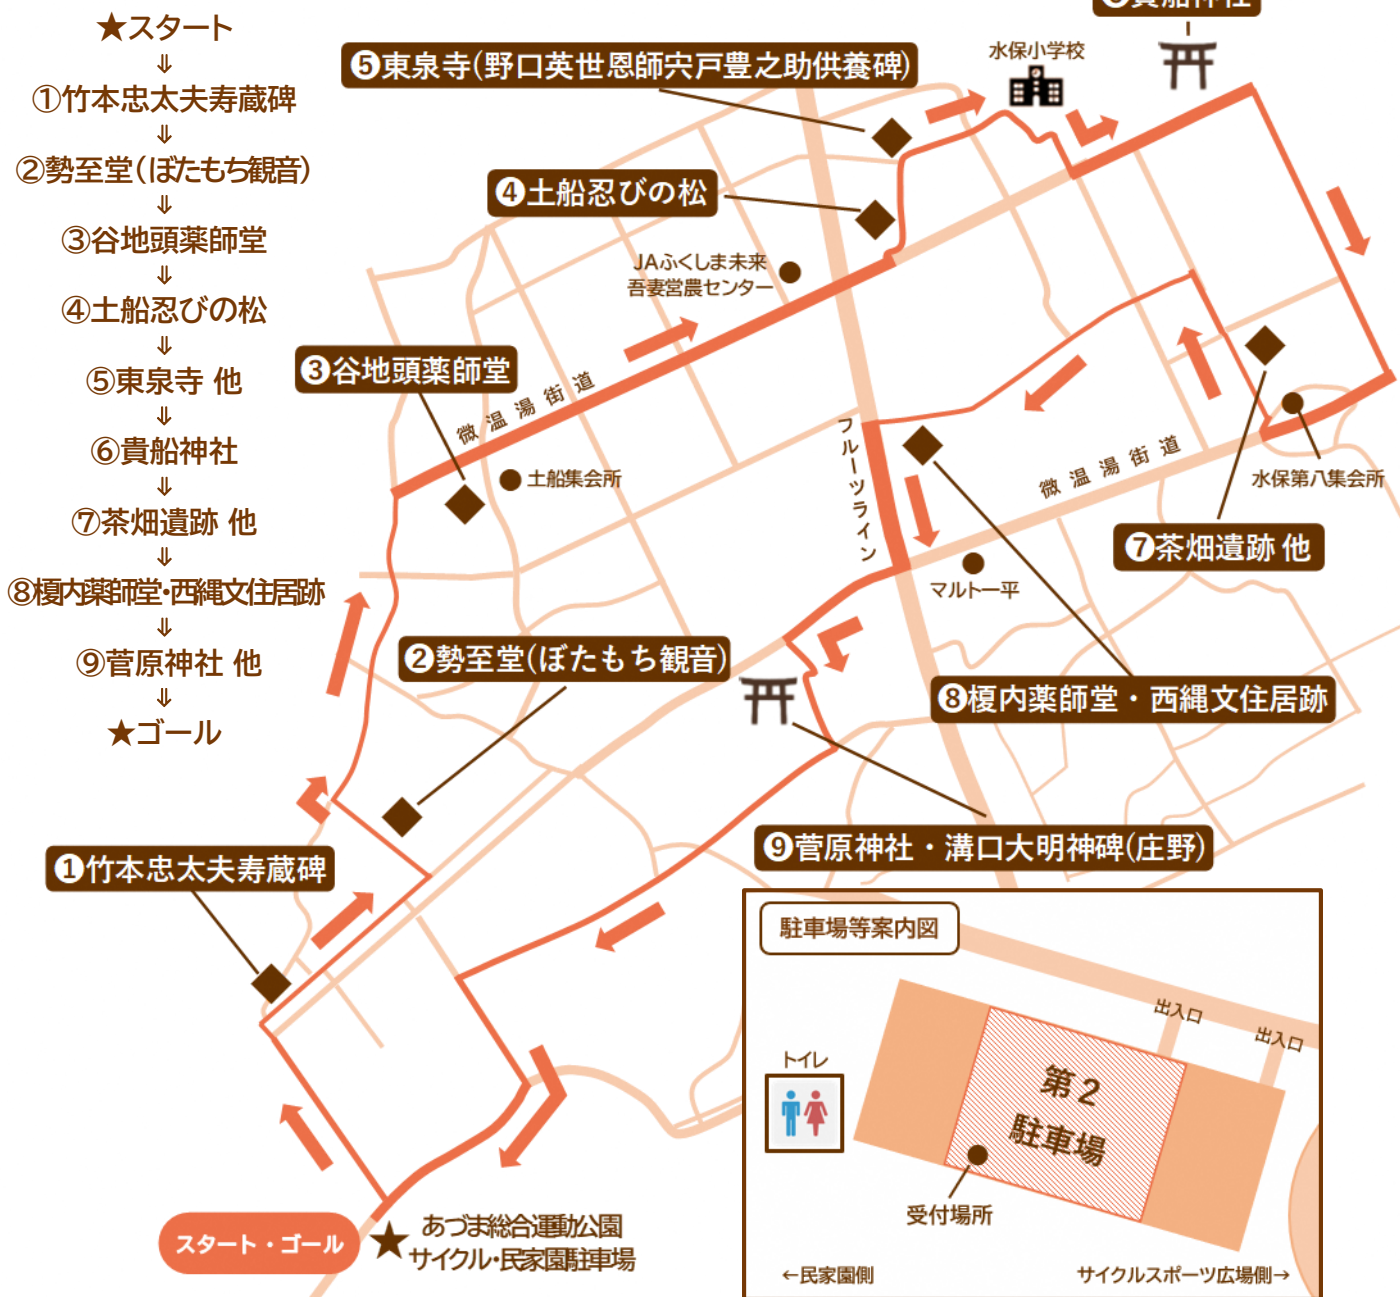 ★スタート
⇓
①竹本忠太夫寿蔵碑
⇓
②勢至堂(ぼたもち観音)
⇓
③谷地頭薬師堂
⇓
④土船忍びの松
⇓
⑤東泉寺 他
⇓
⑥貴船神社
⇓
⑦茶畑遺跡 他
⇓
⑧榎内薬師堂・西縄文住居跡
⇓
⑨菅原神社 他
⇓
★ゴール
❻貴船神社
水保小学校
❺東泉寺(野口英世恩師宍戸豊之助供養碑)
❹土船忍びの松
JAふくしま未来
吾妻営農センター
❸谷地頭薬師堂
微温湯街道
土船集会所
フルーツライン
微温湯街道
水保第八集会所
❼茶畑遺跡 他
マルト一平
❷勢至堂(ぼたもち観音)
❽榎内薬師堂・西縄文住居跡
❾菅原神社・溝口大明神碑(庄野)
❶竹本忠太夫寿蔵碑
スタート・ゴール
★
あづま総合運動公園
サイクル・民家園駐車場
駐車場等案内図
出入口
出入口
トイレ
第2
駐車場
受付場所
←民家園側
サイクルスポーツ広場側→